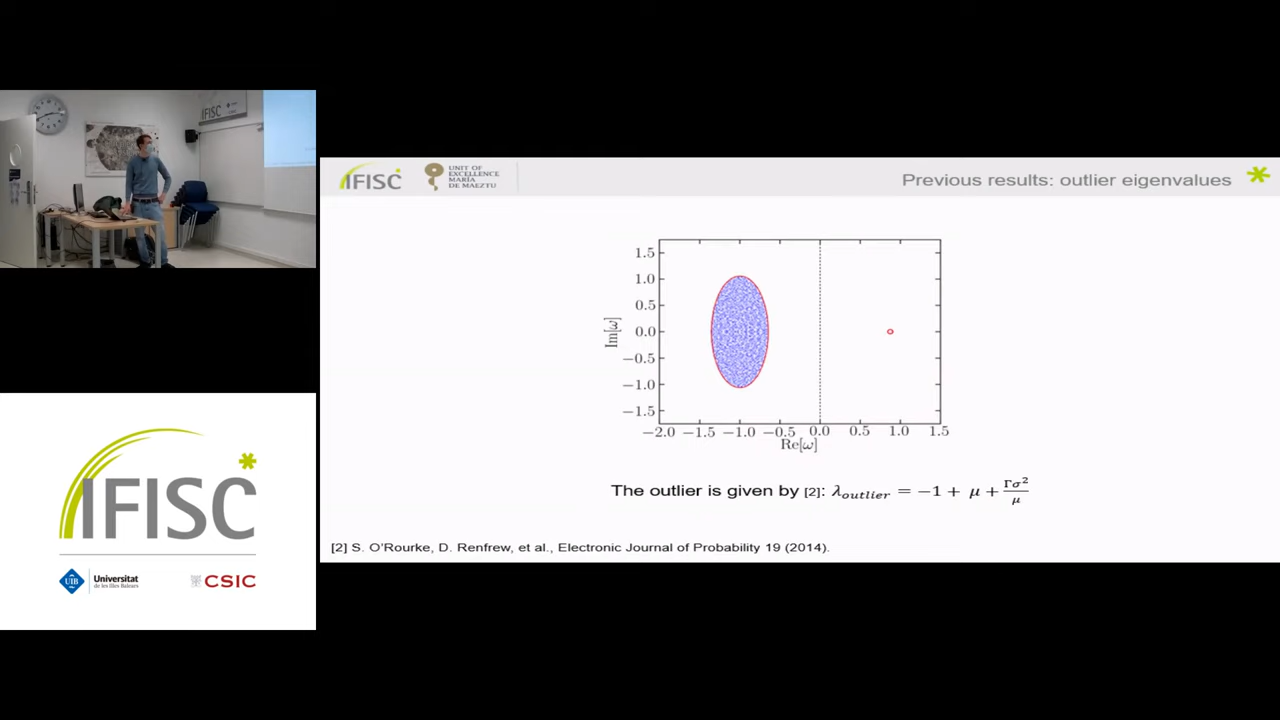 IFISC
IFISC
UNIT OF
EXCELLENCE
MARÍA
DE MAEZTU
Previous results: outlier eigenvalues
1.5
1.0
0.5
0.0
−0.5
−1.0
−1.5
Im[ω]
−2.0 −1.5 −1.0 −0.5 0.0 0.5 1.0 1.5
Re[ω]
The outlier is given by [2]: λ_outlier = −1 + μ + Γσ²/μ
[2] S. O'Rourke, D. Renfrew, et al., Electronic Journal of Probability 19 (2014).
IFISC
UIB Universitat
de les Illes Balears
CSIC